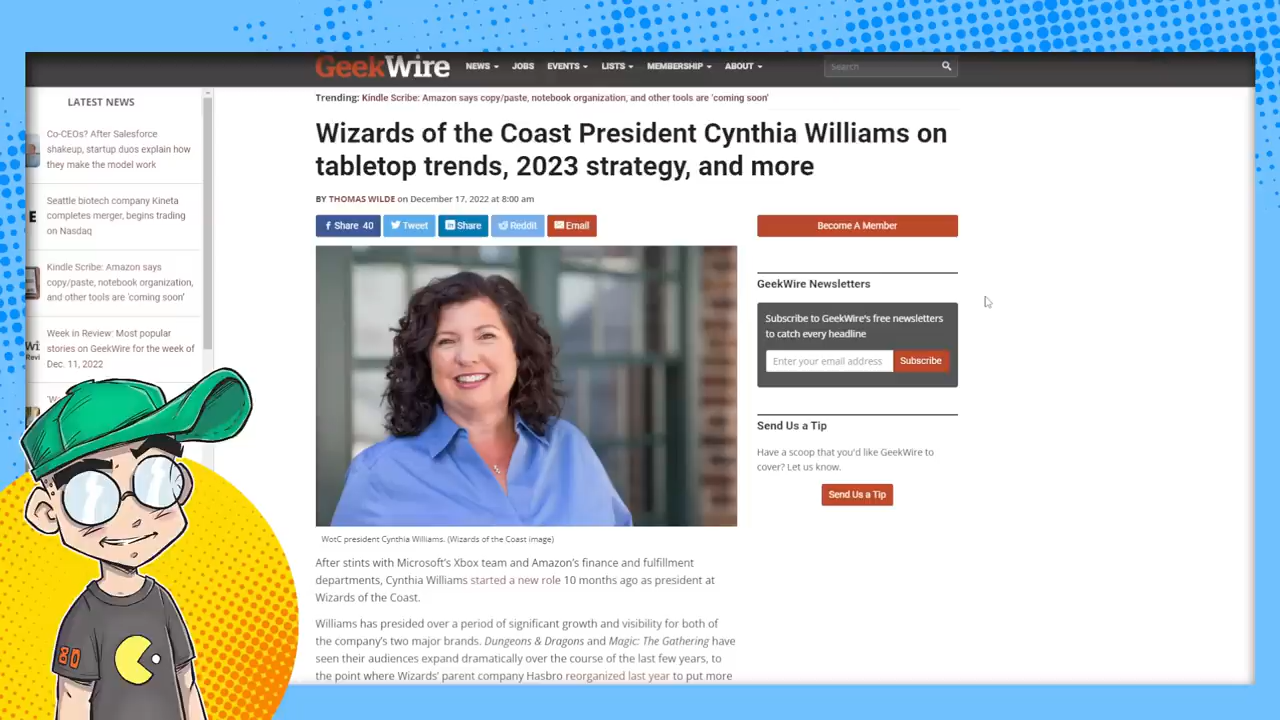 GeekWire
NEWS
JOBS
EVENTS
LISTS
MEMBERSHIP
ABOUT
Search
LATEST NEWS
Co-CEOs? After Salesforce
shakeup, startup duos explain how
they make the model work
Seattle biotech company Kineta
completes merger, begins trading
on Nasdaq
Kindle Scribe: Amazon says
copy/paste, notebook organization,
and other tools are 'coming soon'
Week in Review: Most popular
stories on GeekWire for the week of
Dec. 11, 2022
Trending: Kindle Scribe: Amazon says copy/paste, notebook organization, and other tools are 'coming soon'
Wizards of the Coast President Cynthia Williams on
tabletop trends, 2023 strategy, and more
BY THOMAS WILDE on December 17, 2022 at 8:00 am
Share 40
Tweet
Share
Reddit
Email
WotC president Cynthia Williams. (Wizards of the Coast image)
After stints with Microsoft's Xbox team and Amazon's finance and fulfillment
departments, Cynthia Williams started a new role 10 months ago as president at
Wizards of the Coast.
Williams has presided over a period of significant growth and visibility for both of
the company's two major brands. Dungeons & Dragons and Magic: The Gathering have
seen their audiences expand dramatically over the course of the last few years, to
the point where Wizards' parent company Hasbro reorganized last year to put more
Become A Member
GeekWire Newsletters
Subscribe to GeekWire's free newsletters
to catch every headline
Enter your email address
Subscribe
Send Us a Tip
Have a scoop that you'd like GeekWire to
cover? Let us know.
Send Us a Tip
80